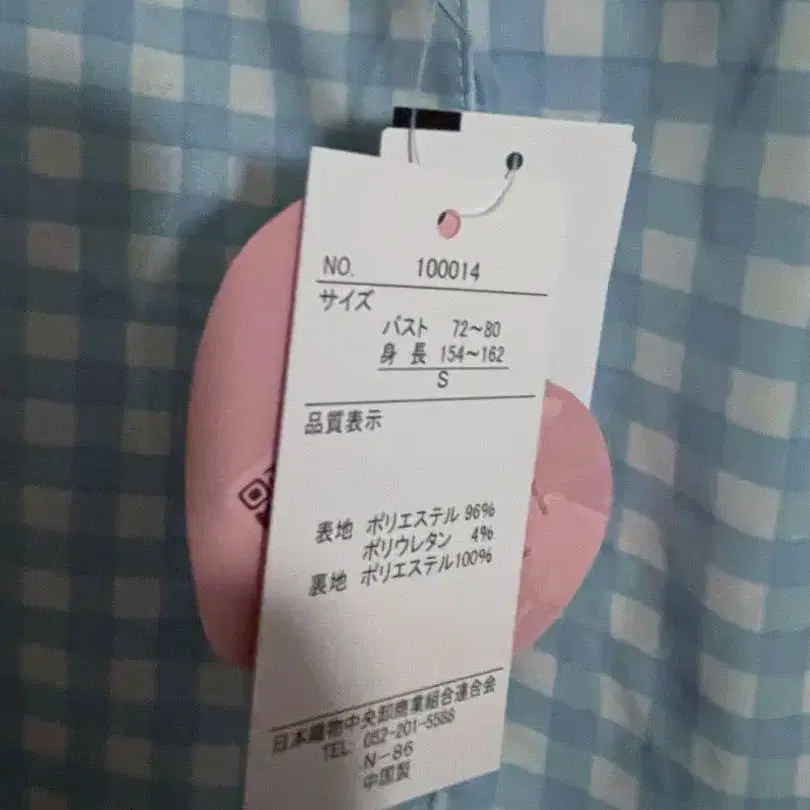 NO. 100014
サイズ
バスト 72～80
身長 154～162
S
品質表示
表地 ポリエステル 96%
ポリウレタン 4%
裏地 ポリエステル100%
日本織物中央卸商業組合連合会
TEL 052-201-5588
N-86
中国製